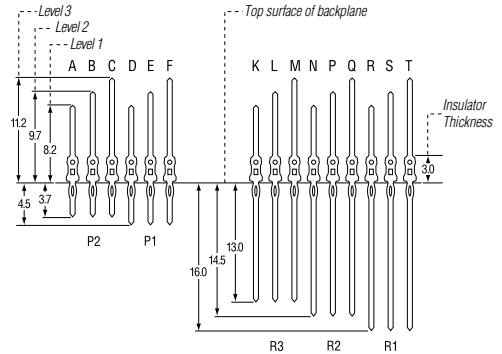 Level 3
Level 2
Level 1
Top surface of backplane
A B C D E F
K L M N P Q R S T
Insulator
Thickness
11.2
9.7
8.2
3.0
4.5
3.7
13.0
14.5
16.0
P2 P1
R3 R2 R1